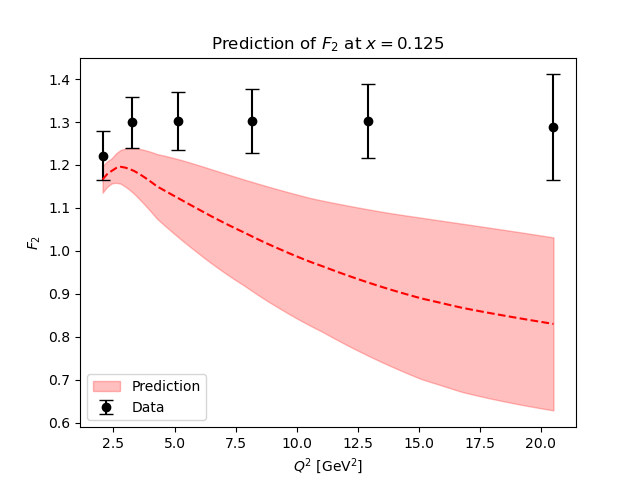 Prediction of F₂ at x = 0.125
1.4
1.3
1.2
1.1
1.0
0.9
0.8
0.7
0.6
F₂
Prediction
Data
2.5 5.0 7.5 10.0 12.5 15.0 17.5 20.0
Q² [GeV²]